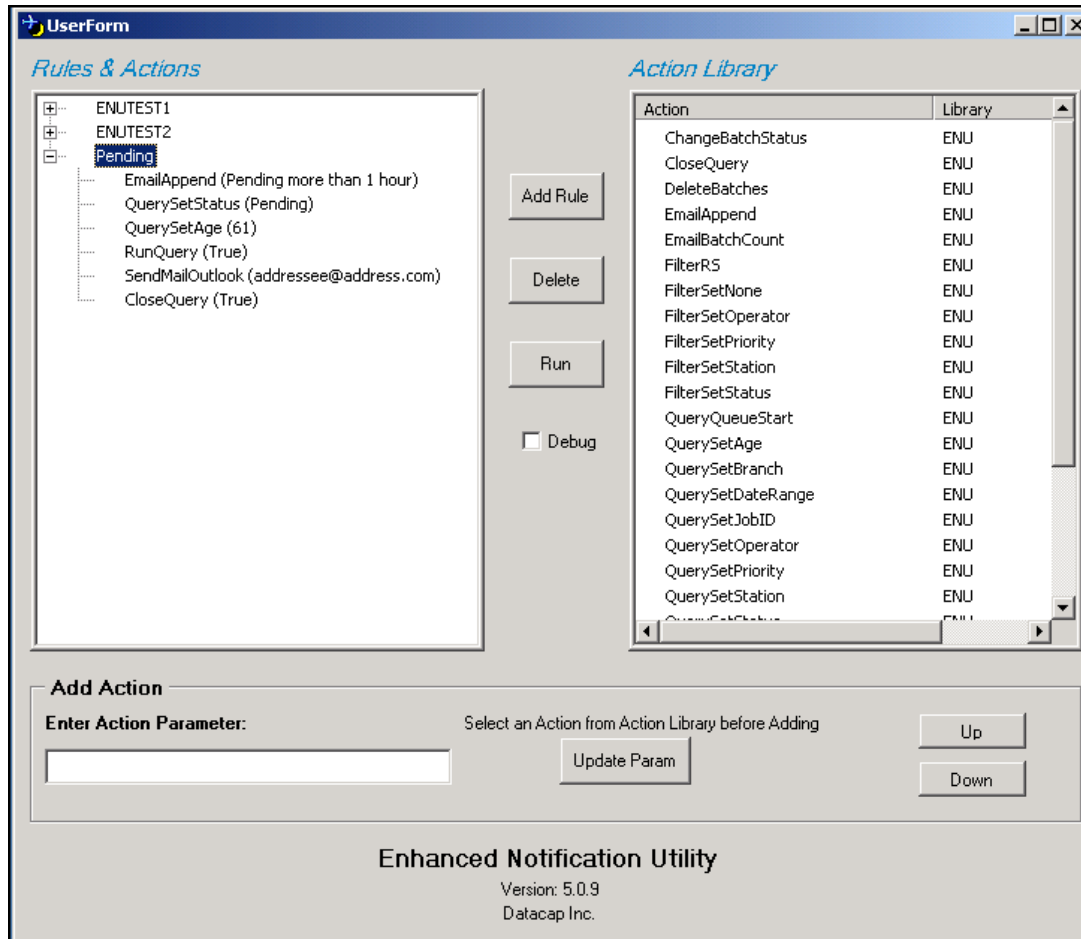 UserForm
Rules & Actions
ENUTEST1
ENUTEST2
Pending
EmailAppend (Pending more than 1 hour)
QuerySetStatus (Pending)
QuerySetAge (61)
RunQuery (True)
SendMailOutlook (addressee@address.com)
CloseQuery (True)
Add Rule
Delete
Run
Debug
Action Library
Action Library
ChangeBatchStatus ENU
CloseQuery ENU
DeleteBatches ENU
EmailAppend ENU
EmailBatchCount ENU
FilterRS ENU
FilterSetNone ENU
FilterSetOperator ENU
FilterSetPriority ENU
FilterSetStation ENU
FilterSetStatus ENU
QueryQueueStart ENU
QuerySetAge ENU
QuerySetBranch ENU
QuerySetDateRange ENU
QuerySetJobID ENU
QuerySetOperator ENU
QuerySetPriority ENU
QuerySetStation ENU
QuerySetStatus ENU
Add Action
Enter Action Parameter:
Select an Action from Action Library before Adding
Update Param
Up
Down
Enhanced Notification Utility
Version: 5.0.9
Datacap Inc.